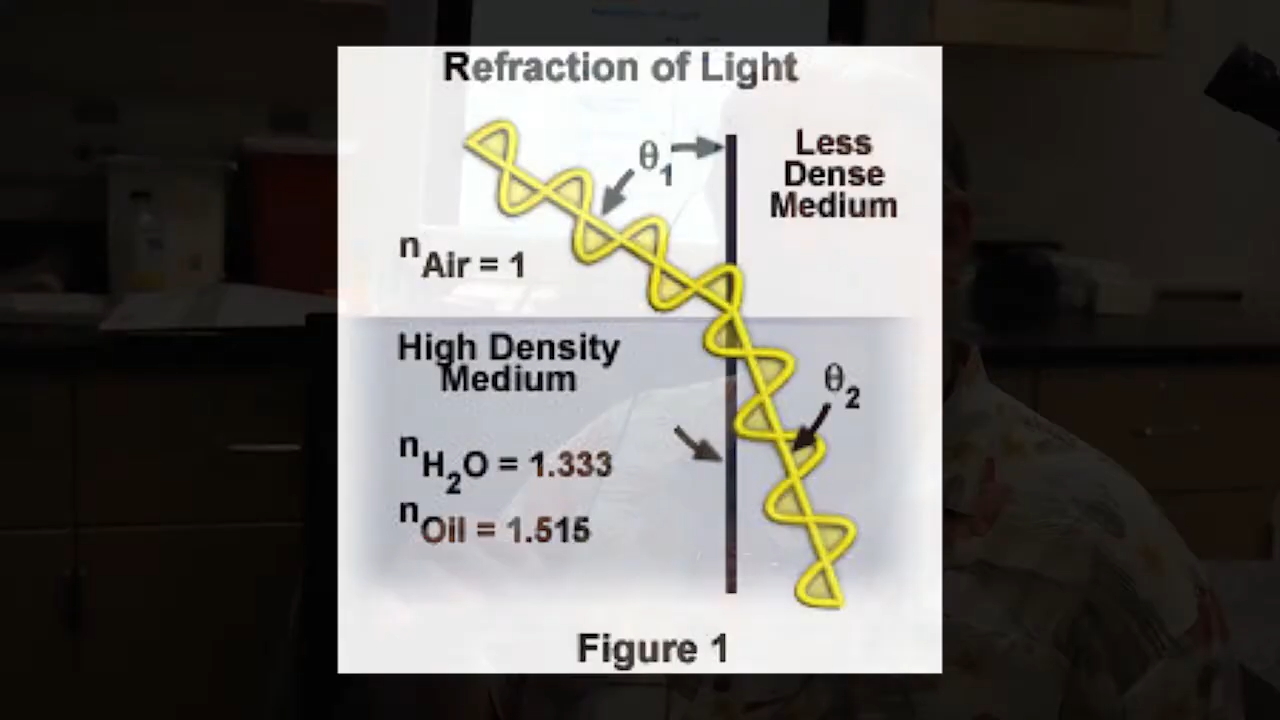 Refraction of Light
θ1
Less
Dense
Medium
nAir = 1
High Density
Medium
θ2
nH2O = 1.333
nOil = 1.515
Figure 1